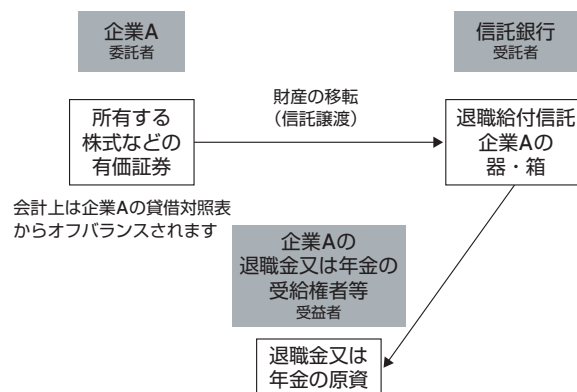 企業A
委託者
信託銀行
受託者
財産の移転
（信託譲渡）
所有する
株式などの
有価証券
退職給付信託
企業Aの
器・箱
会計上は企業Aの貸借対照表
からオフバランスされます
企業Aの
退職金又は年金の
受給権者等
受益者
退職金又は
年金の原資